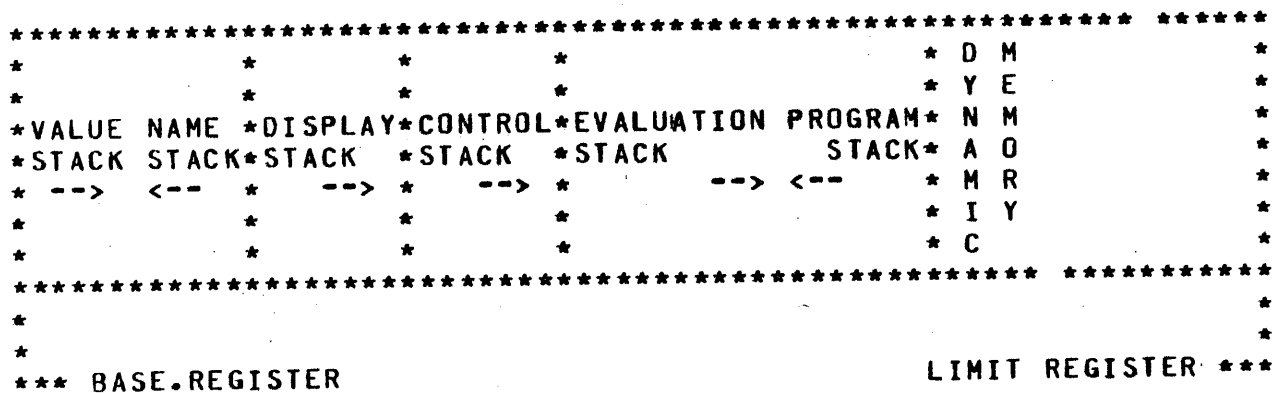 ******************************************************** ******
* * * * * D M *
* * * * * Y E *
*VALUE NAME *DISPLAY*CONTROL*EVALUATION PROGRAM* N M *
*STACK STACK*STACK *STACK *STACK STACK* A O *
* --> <-- * --> * --> * --> <-- * M R *
* * * * * I Y *
* * * * * C *
***************************************************** ***********
* *
* *
*** BASE.REGISTER LIMIT REGISTER ***